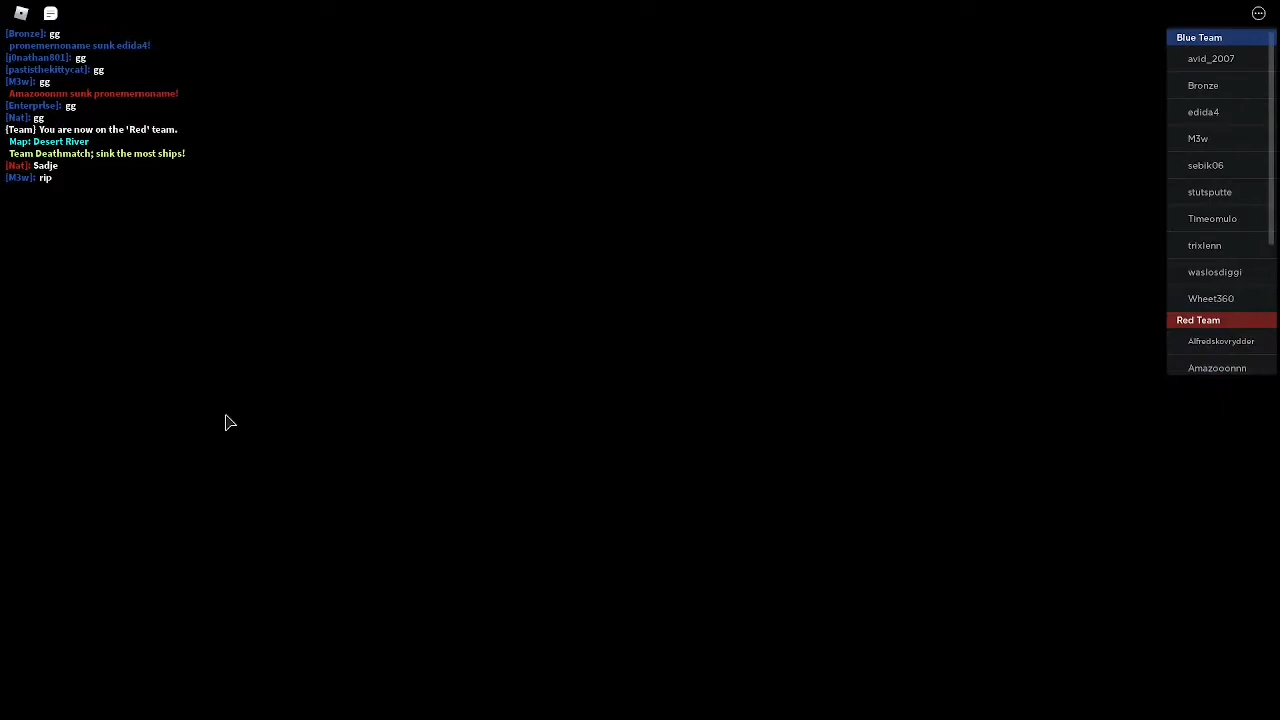 [Bronze]: gg
pronemernoname sunk edida4!
[j0nathan801]: gg
[pastisthekittycat]: gg
[M3w]: gg
Amazooonnn sunk pronemernoname!
[Enterprlse]: gg
[Nat]: gg
{Team} You are now on the 'Red' team.
Map: Desert River
Team Deathmatch; sink the most ships!
[Nat]: Sadje
[M3w]: rip
Blue Team
avid_2007
Bronze
edida4
M3w
sebik06
stutsputte
Timeomulo
trixlenn
waslosdiggi
Wheet360
Red Team
Alfredskovrydder
Amazooonnn